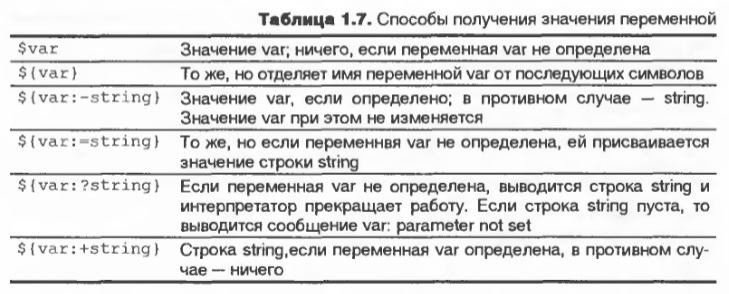 Таблица 1.7. Способы получения значения переменной
$var Значение var; ничего, если переменная var не определена
${var} То же, но отделяет имя переменной var от последующих символов
${var:-string} Значение var, если определено; в противном случае — string.
Значение var при этом не изменяется
${var:=string} То же, но если переменнвя var не определена, ей присваивается
значение строки string
${var:?string} Если переменная var не определена, выводится строка string и
интерпретатор прекращает работу. Если строка string пуста, то
выводится сообщение var: parameter not set
${var:+string} Строка string,если переменная var определена, в противном слу-
чае — ничего